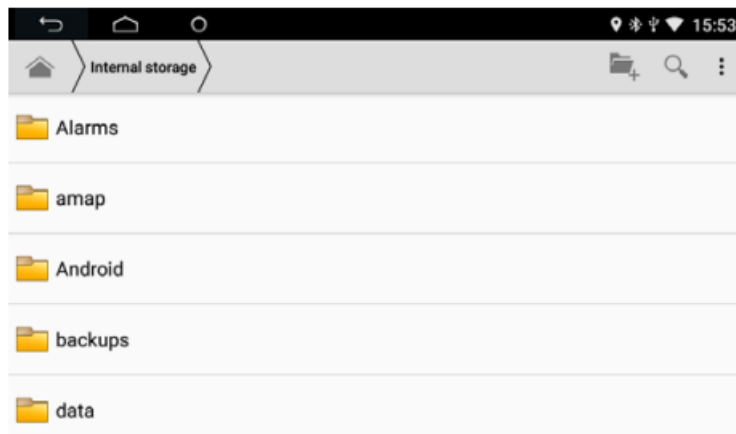 15:53
Internal storage
Alarms
amap
Android
backups
data